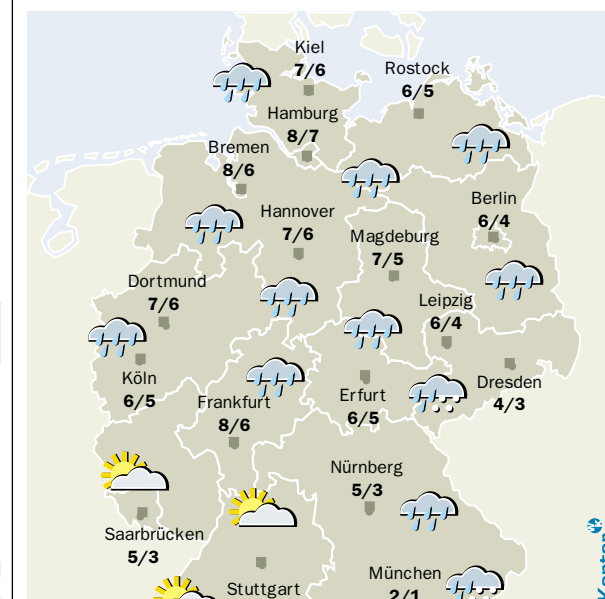 Kiel
7/6
Rostock
6/5
Hamburg
8/7
Bremen
8/6
Berlin
6/4
Hannover
7/6
Magdeburg
7/5
Dortmund
7/6
Leipzig
6/4
Köln
6/5
Dresden
4/3
Erfurt
6/5
Frankfurt
8/6
Nürnberg
5/3
Saarbrücken
5/3
München
2/1
Stuttgart